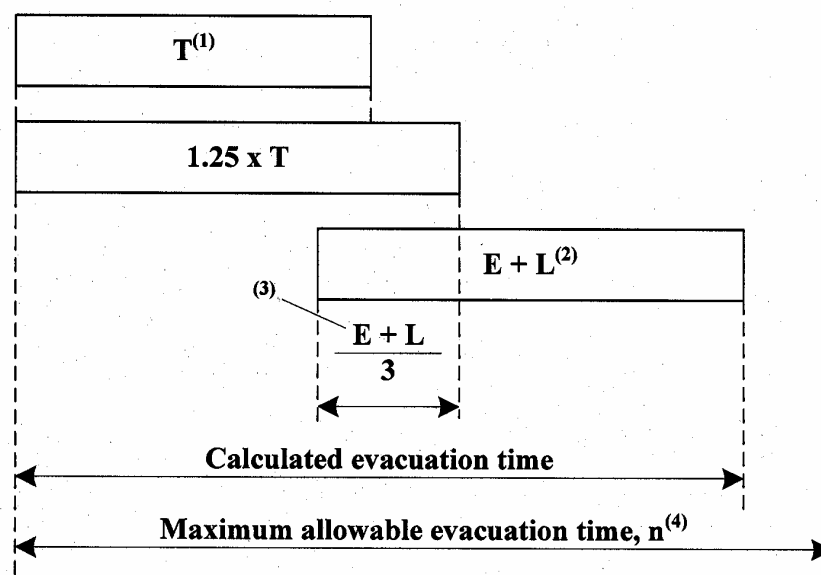 T(1)
1.25 x T
E + L(2)
(3)
E + L
3
Calculated evacuation time
Maximum allowable evacuation time, n(4)